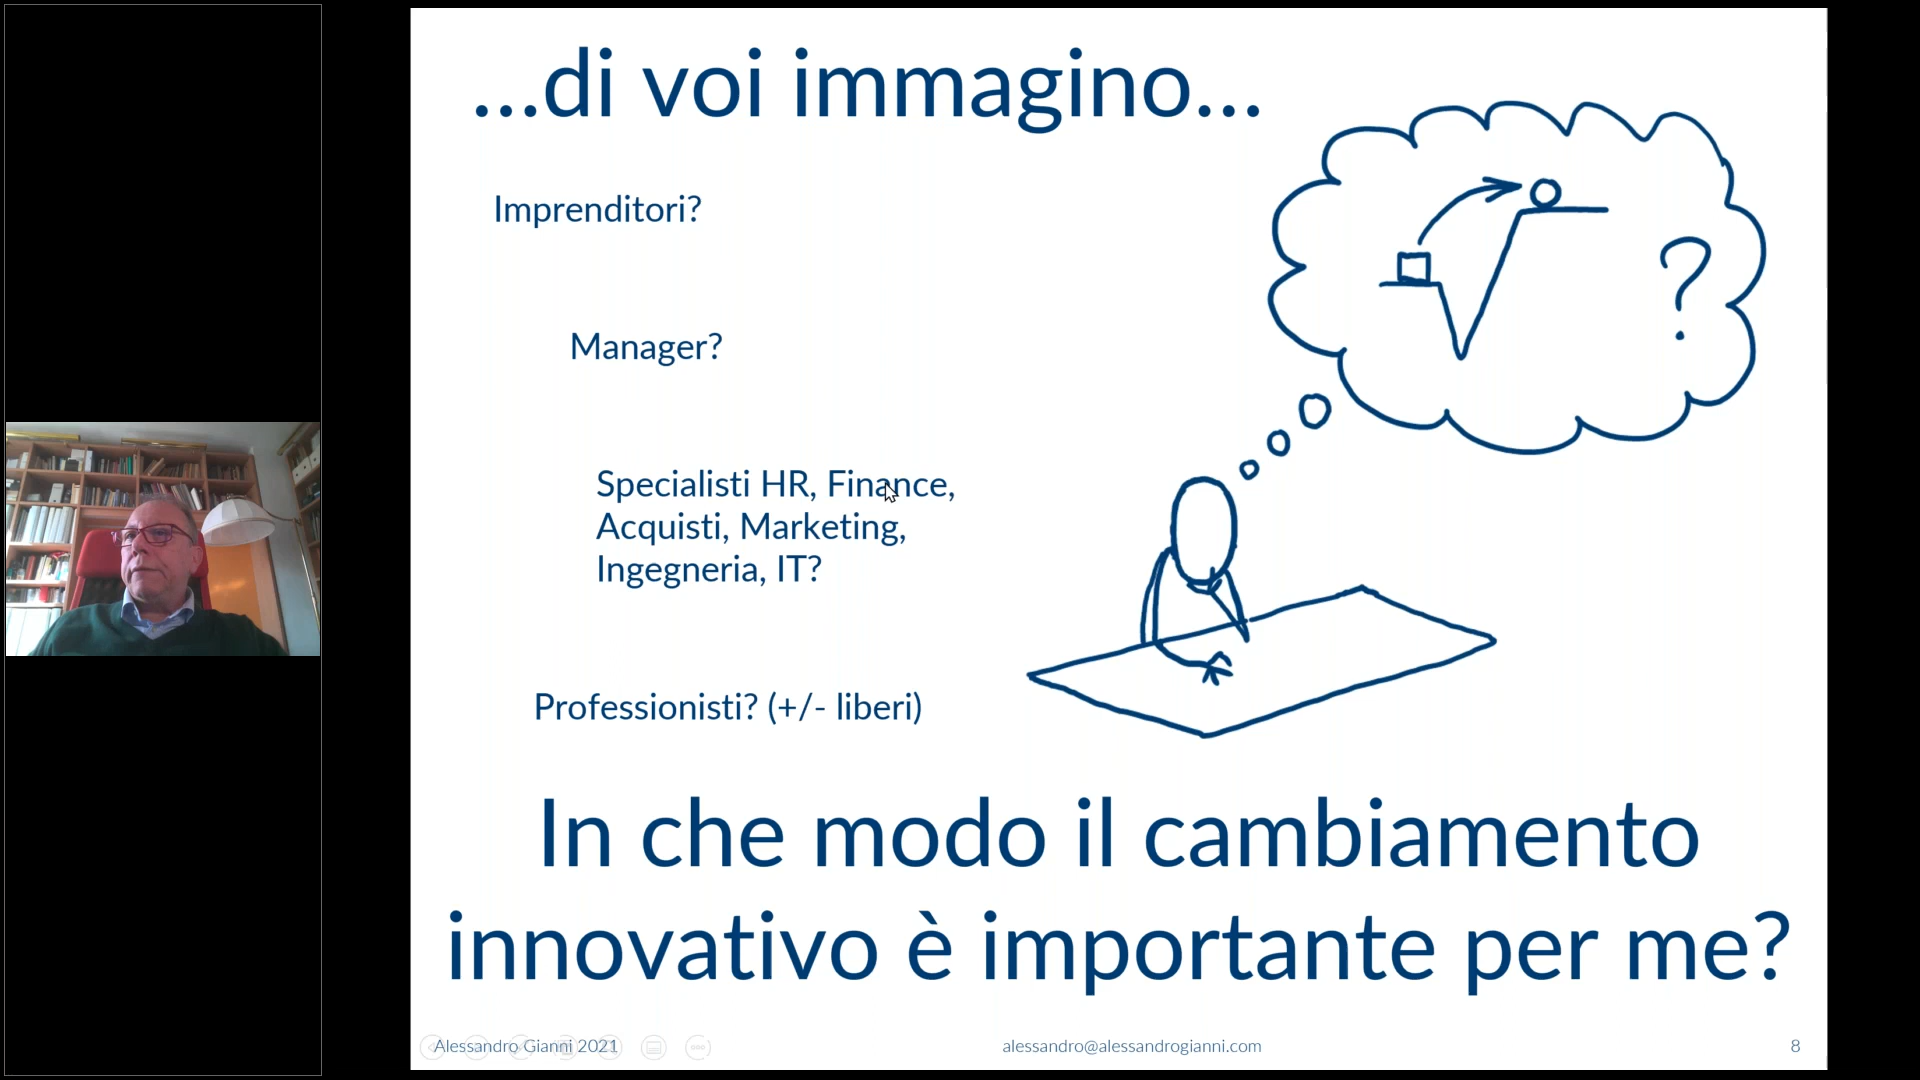 ...di voi immagino...
Imprenditori?
Manager?
Specialisti HR, Finance,
Acquisti, Marketing,
Ingegneria, IT?
Professionisti? (+/- liberi)
?
In che modo il cambiamento
innovativo è importante per me?
Alessandro Gianni 2021
alessandro@alessandrogianni.com
8